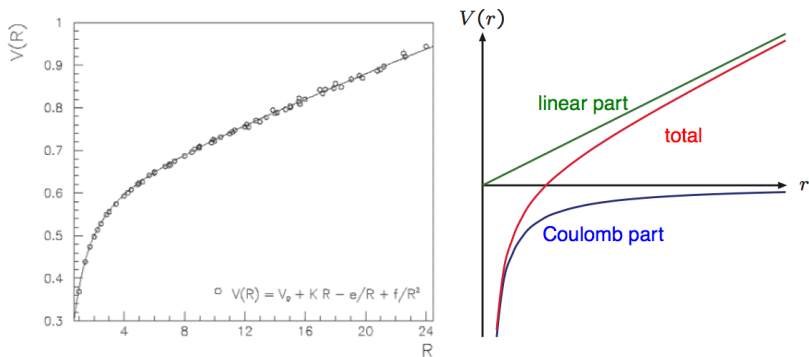 V(R)
1
0.9
0.8
0.7
0.6
0.5
0.4
0.3
4
8
12
16
20
24
R
V(R) = V₀ + K R − e/R + f/R²
V(r)
linear part
total
r
Coulomb part